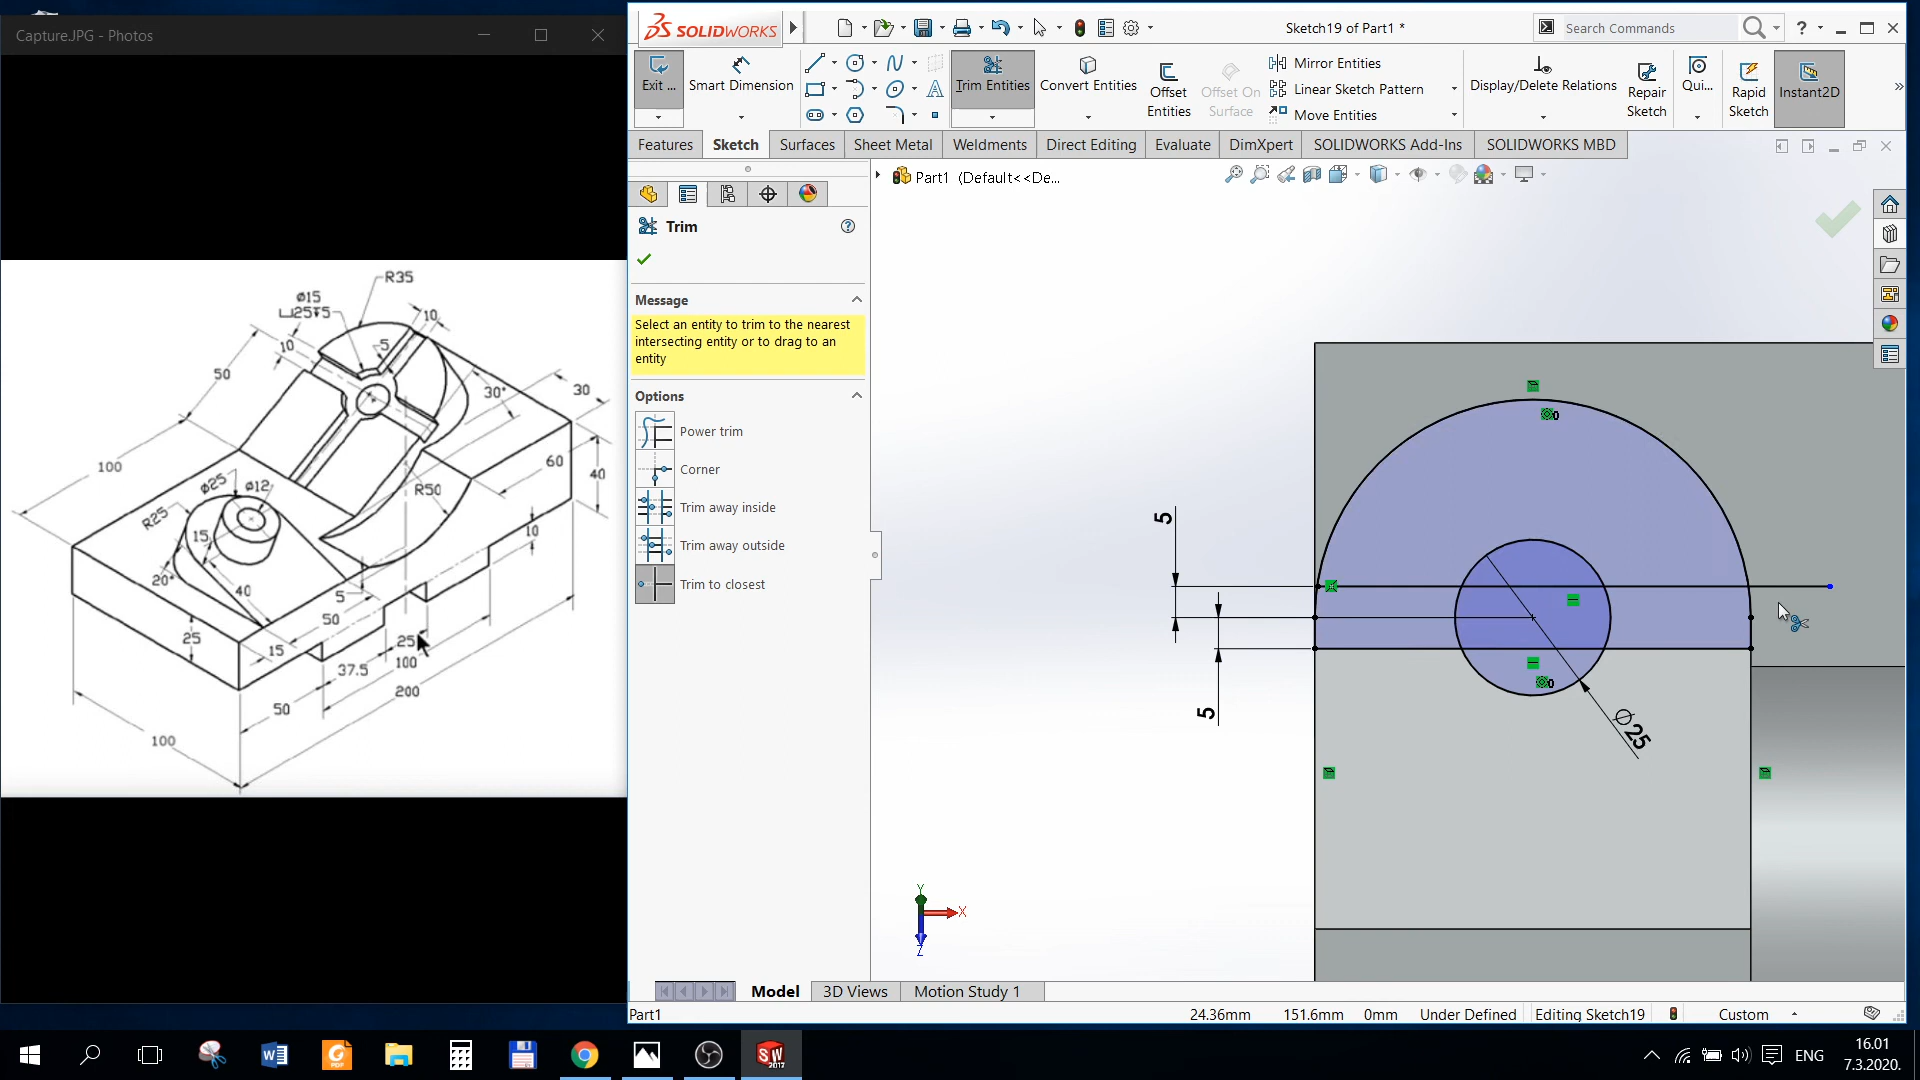 Capture.JPG - Photos
R35
ø15
⌴25↧5
10
10
5
50
30°
30
100
60
40
ø25
ø12
R50
R25
15
10
20°
40
5
50
25
15
25
37.5
100
200
50
100
SOLIDWORKS
Sketch19 of Part1 *
Search Commands
?
Exit ...
Smart Dimension
Trim Entities
Convert Entities
Offset
Entities
Offset On
Surface
Mirror Entities
Linear Sketch Pattern
Move Entities
Display/Delete Relations
Repair
Sketch
Qui...
Rapid
Sketch
Instant2D
»
Features
Sketch
Surfaces
Sheet Metal
Weldments
Direct Editing
Evaluate
DimXpert
SOLIDWORKS Add-Ins
SOLIDWORKS MBD
Part1 (Default<<De...
Trim
Message
Select an entity to trim to the nearest
intersecting entity or to drag to an
entity
Options
Power trim
Corner
Trim away inside
Trim away outside
Trim to closest
5
5
Ø25
0
0
Y
X
Z
Model
3D Views
Motion Study 1
Part1
24.36mm
151.6mm
0mm
Under Defined
Editing Sketch19
Custom
PDF
SW
2017
ENG
16.01
7.3.2020.